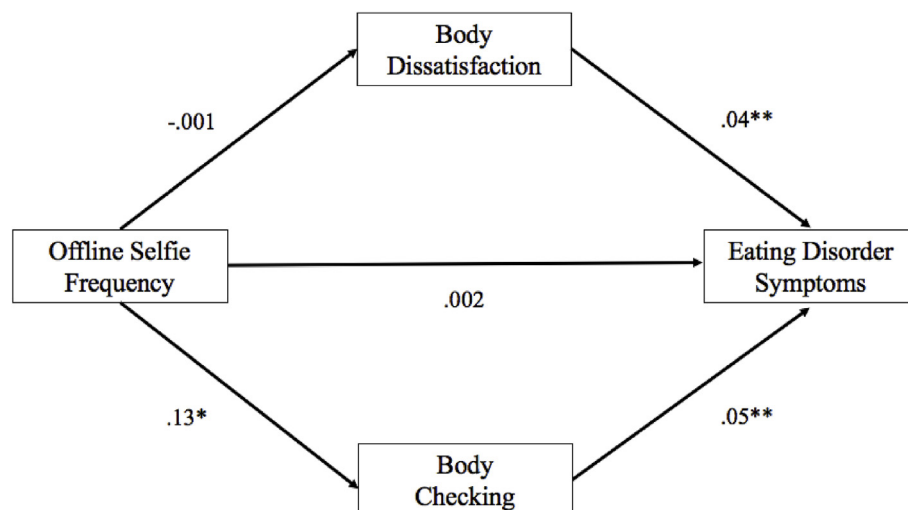 Body
Dissatisfaction
-.001
.04**
Offline Selfie
Frequency
Eating Disorder
Symptoms
.002
.13*
.05**
Body
Checking